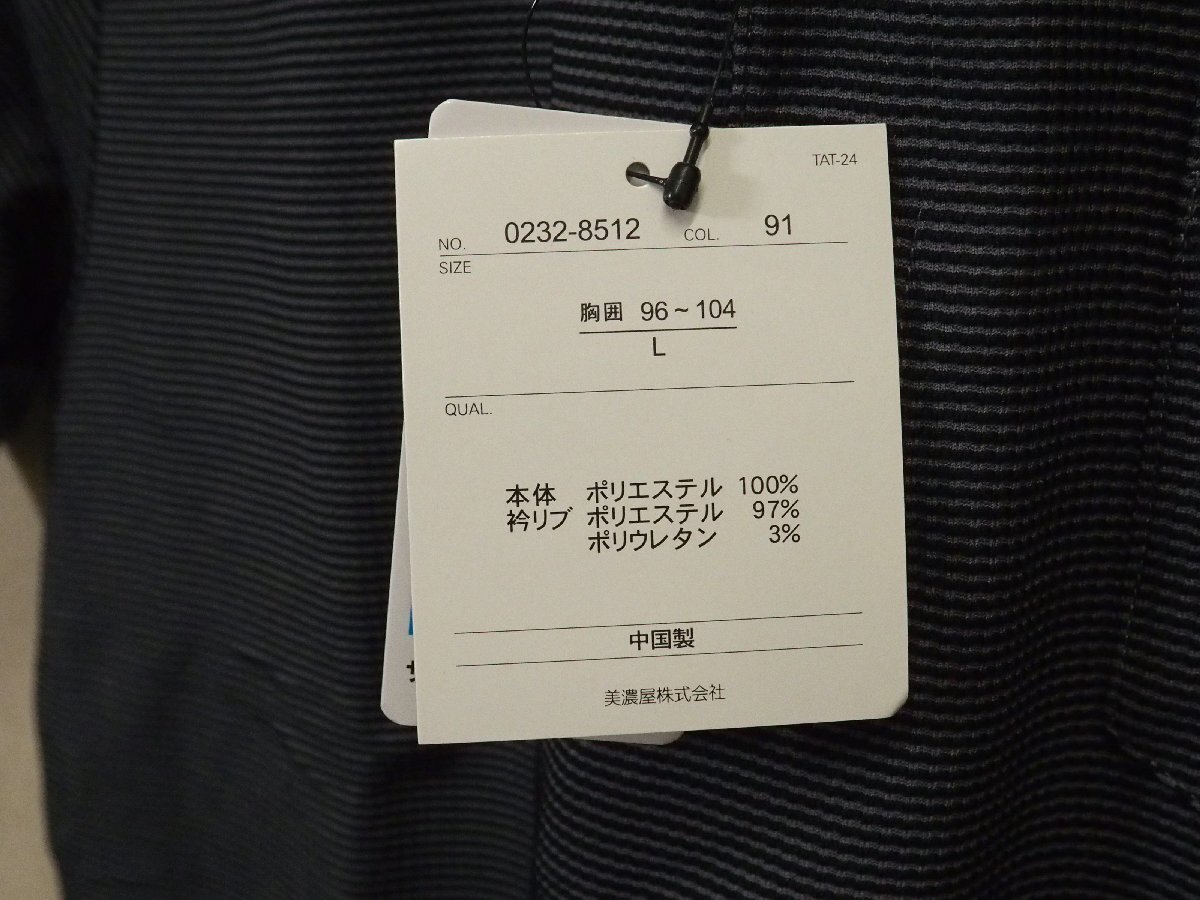 TAT-24
NO. 0232-8512 COL. 91
SIZE
胸囲 96~104
L
QUAL.
本体 ポリエステル 100%
衿リブ ポリエステル 97%
ポリウレタン 3%
中国製
美濃屋株式会社